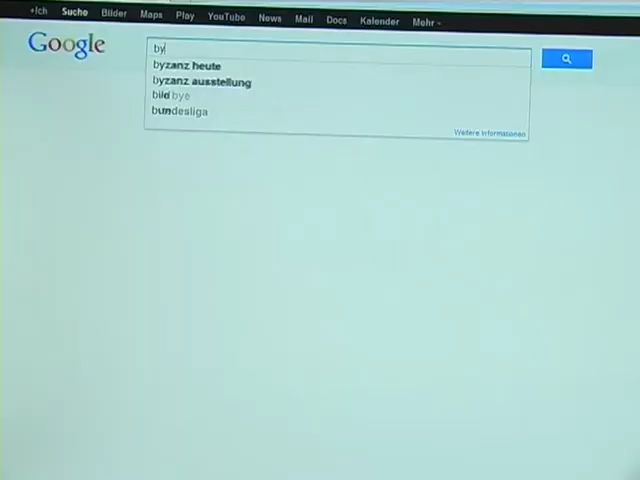 +Ich Suche Bilder Maps Play YouTube News Mail Docs Kalender Mehr
Google
by
byzanz heute
byzanz ausstellung
bild bye
bundesliga
Weitere Informationen